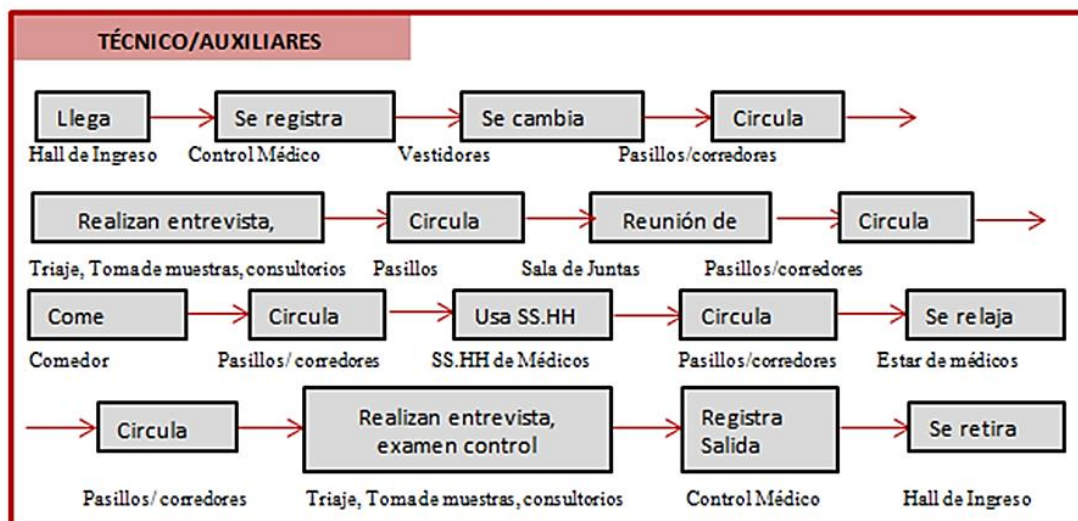 TÉCNICO/AUXILIARES
Llega Se registra Se cambia Circula
Hall de Ingreso Control Médico Vestidores Pasillos/corredores
Realizan entrevista, Circula Reunión de Circula
Triaje, Toma de muestras, consultorios Pasillos Sala de Juntas Pasillos/corredores
Come Circula Usa SS.HH Circula Se relaja
Comedor Pasillos/ corredores SS.HH de Médicos Pasillos/corredores Estar de médicos
Circula Realizan entrevista, Registra Se retira
examen control Salida
Pasillos/ corredores Triaje, Toma de muestras, consultorios Control Médico Hall de Ingreso